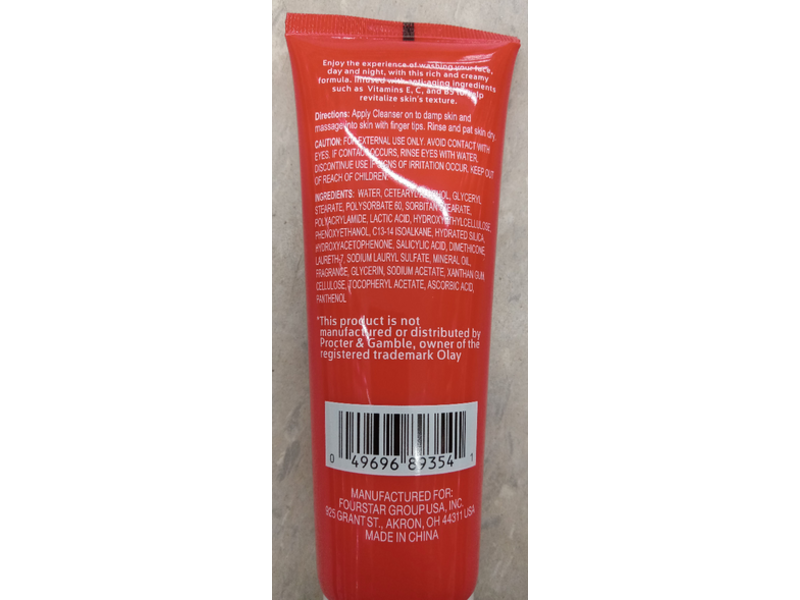 Enjoy the experience of washing your face,
day and night, with this rich and creamy
formula. Infused with anti-aging ingredients
such as Vitamins E, C, and B5 to help
revitalize skin's texture.
Directions: Apply Cleanser on to damp skin and
massage into skin with finger tips. Rinse and pat skin dry.
CAUTION: FOR EXTERNAL USE ONLY. AVOID CONTACT WITH
EYES. IF CONTACT OCCURS, RINSE EYES WITH WATER.
DISCONTINUE USE IF SIGNS OF IRRITATION OCCUR. KEEP OUT
OF REACH OF CHILDREN
INGREDIENTS: WATER, CETEARYL ALCOHOL, GLYCERYL
STEARATE, POLYSORBATE 60, SORBITAN STEARATE,
POLYACRYLAMIDE, LACTIC ACID, HYDROXYETHYLCELLULOSE,
PHENOXYETHANOL, C13-14 ISOALKANE, HYDRATED SILICA,
HYDROXYACETOPHENONE, SALICYLIC ACID, DIMETHICONE,
LAURETH-7, SODIUM LAURYL SULFATE, MINERAL OIL,
FRAGRANCE, GLYCERIN, SODIUM ACETATE, XANTHAN GUM,
CELLULOSE, TOCOPHERYL ACETATE, ASCORBIC ACID,
PANTHENOL
*This product is not
manufactured or distributed by
Procter & Gamble, owner of the
registered trademark Olay
0 49696 89354 1
MANUFACTURED FOR:
FOURSTAR GROUP USA, INC.
925 GRANT ST., AKRON, OH 44311 USA
MADE IN CHINA